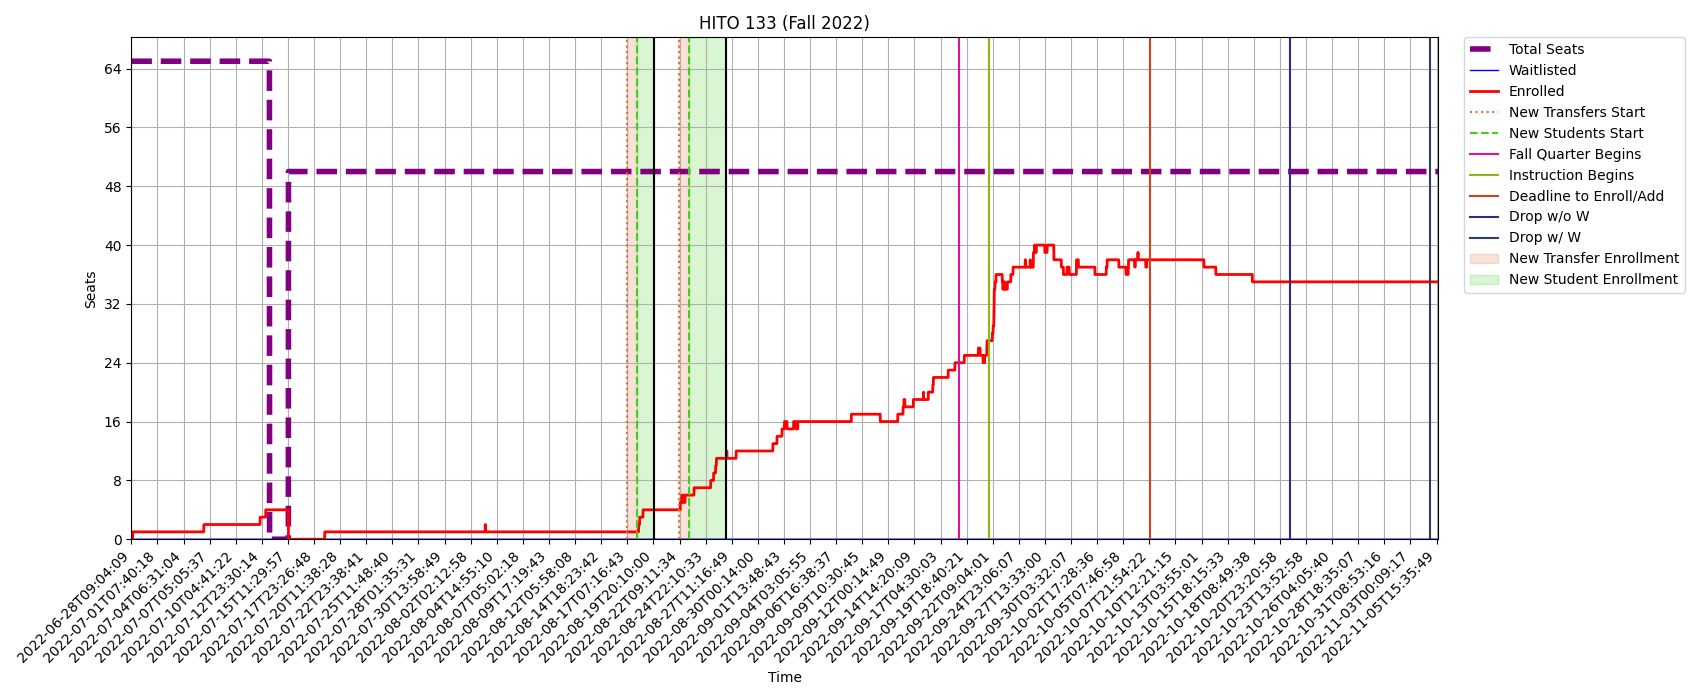 HITO 133 (Fall 2022)
64
56
48
40
32
24
16
8
0
Seats
2022-06-28T09:04:09
2022-07-01T07:40:18
2022-07-04T06:31:04
2022-07-07T05:05:37
2022-07-10T04:41:22
2022-07-12T23:30:14
2022-07-15T11:29:57
2022-07-17T23:26:48
2022-07-20T11:38:28
2022-07-22T23:38:41
2022-07-25T11:48:40
2022-07-28T01:35:31
2022-07-30T13:58:49
2022-08-02T02:12:58
2022-08-04T14:55:10
2022-08-07T05:02:18
2022-08-09T17:19:43
2022-08-12T05:58:08
2022-08-14T18:23:42
2022-08-17T07:16:43
2022-08-19T20:10:00
2022-08-22T09:11:34
2022-08-24T22:10:33
2022-08-27T11:16:49
2022-08-30T00:14:00
2022-09-01T13:48:43
2022-09-04T03:05:55
2022-09-06T16:38:37
2022-09-09T10:30:45
2022-09-12T00:14:49
2022-09-14T14:20:09
2022-09-17T04:30:03
2022-09-19T18:40:21
2022-09-22T09:04:01
2022-09-24T23:06:07
2022-09-27T13:33:00
2022-09-30T03:32:07
2022-10-02T17:28:36
2022-10-05T07:46:58
2022-10-07T21:54:22
2022-10-10T12:21:15
2022-10-13T03:55:01
2022-10-15T18:15:33
2022-10-18T08:49:38
2022-10-20T23:20:58
2022-10-23T13:52:58
2022-10-26T04:05:40
2022-10-28T18:35:07
2022-10-31T08:53:16
2022-11-03T00:09:17
2022-11-05T15:35:49
Time
Total Seats
Waitlisted
Enrolled
New Transfers Start
New Students Start
Fall Quarter Begins
Instruction Begins
Deadline to Enroll/Add
Drop w/o W
Drop w/ W
New Transfer Enrollment
New Student Enrollment